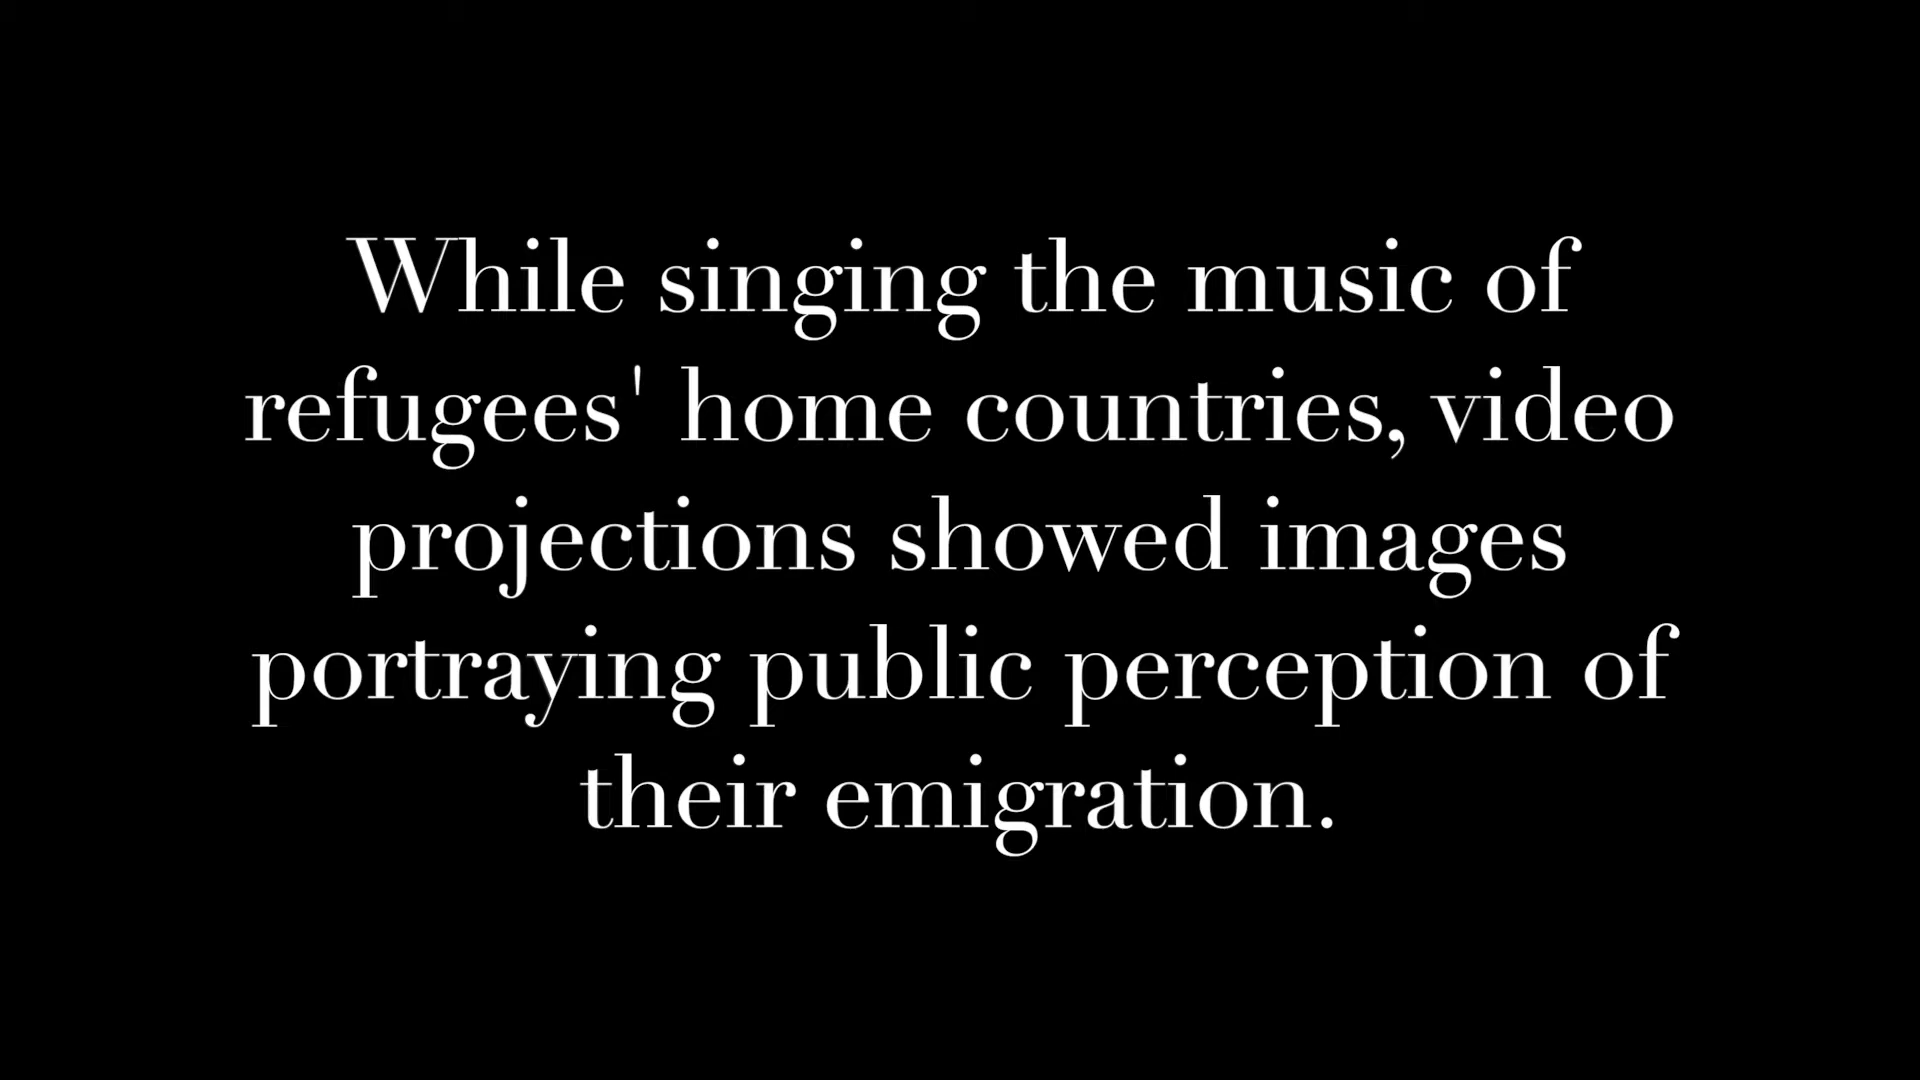 While singing the music of
refugees' home countries, video
projections showed images
portraying public perception of
their emigration.